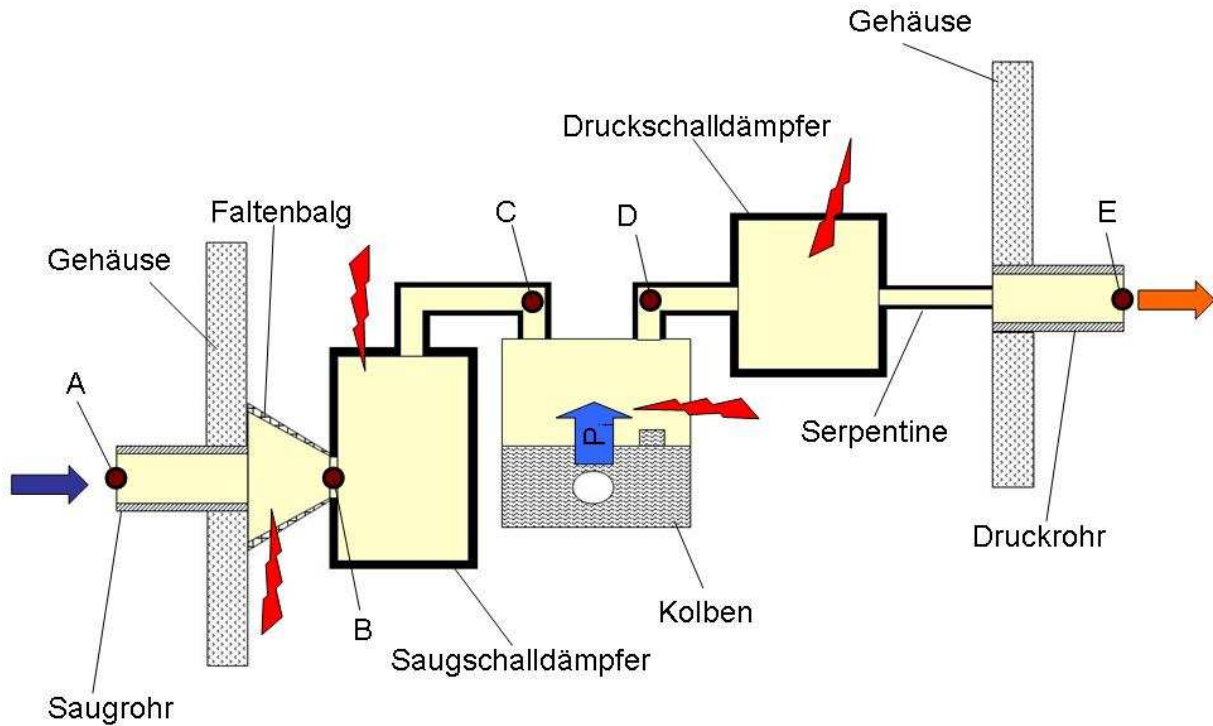 Gehäuse
Druckschalldämpfer
Faltenbalg
C
D
E
Gehäuse
A
P
Serpentine
Druckrohr
Kolben
B
Saugschalldämpfer
Saugrohr